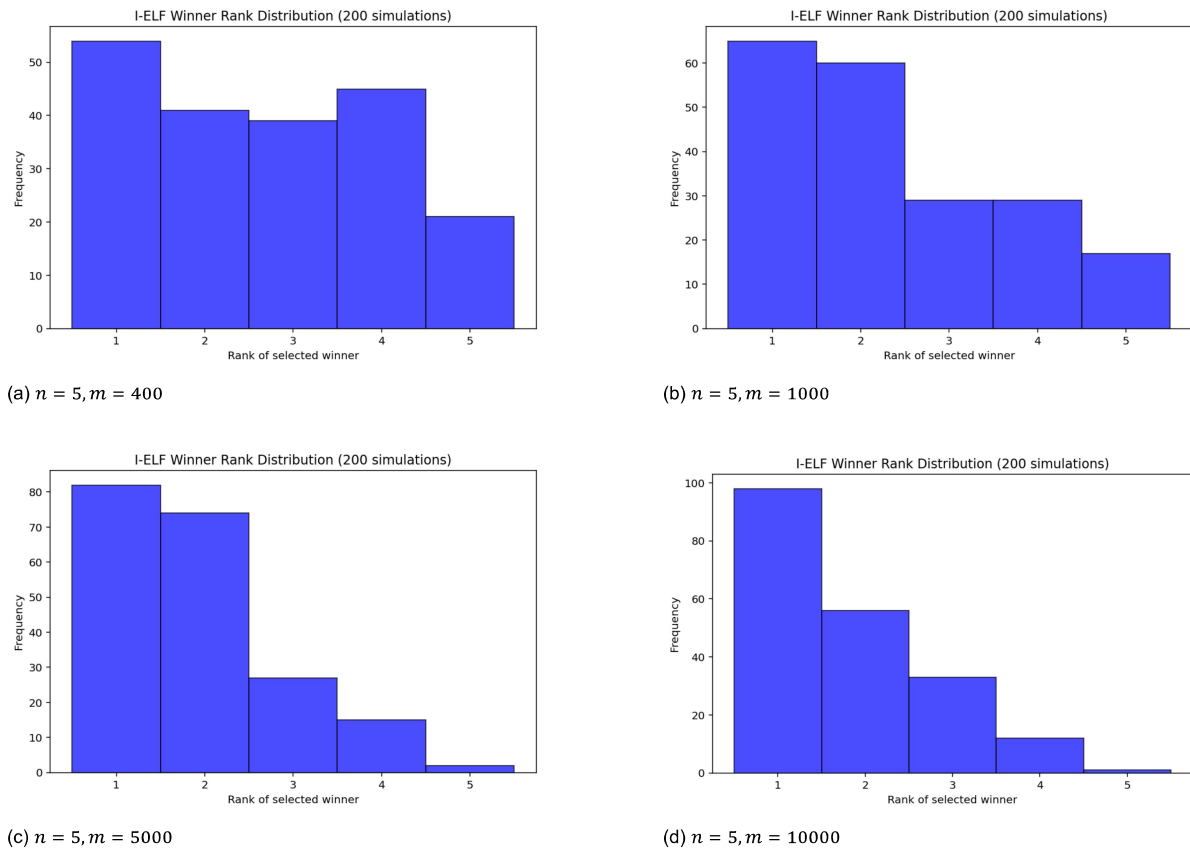 I-ELF Winner Rank Distribution (200 simulations)
50
40
30
20
10
0
Frequency
1 2 3 4 5
Rank of selected winner
(a) n = 5, m = 400
I-ELF Winner Rank Distribution (200 simulations)
60
50
40
30
20
10
0
Frequency
1 2 3 4 5
Rank of selected winner
(b) n = 5, m = 1000
I-ELF Winner Rank Distribution (200 simulations)
80
70
60
50
40
30
20
10
0
Frequency
1 2 3 4 5
Rank of selected winner
(c) n = 5, m = 5000
I-ELF Winner Rank Distribution (200 simulations)
100
80
60
40
20
0
Frequency
1 2 3 4 5
Rank of selected winner
(d) n = 5, m = 10000